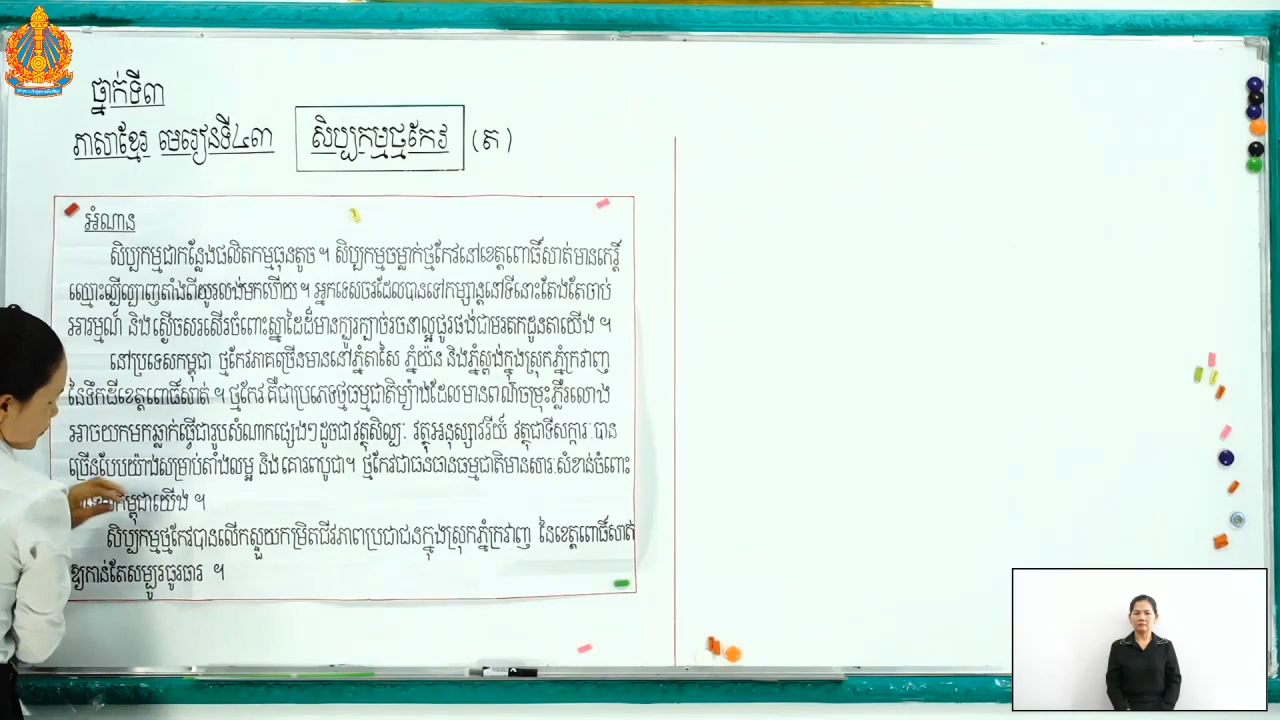 ថ្នាក់ទី៣
ភាសាខ្មែរ មេរៀនទី៤៣ សិប្បកម្មថ្មកែវ (ត)
អំណាន
សិប្បកម្មជាកន្លែងផលិតកម្មធុនតូច។ សិប្បកម្មចម្លាក់ថ្មកែវនៅខេត្តពោធិ៍សាត់មានកេរ្តិ៍
ឈ្មោះល្បីល្បាញតាំងពីយូរលង់មកហើយ។ អ្នកទេសចរដែលបានទៅកម្សាន្តនៅទីនោះតែងតែចាប់
អារម្មណ៍ និងស្ងើចសរសើរចំពោះស្នាដៃដ៏មានក្បូរក្បាច់រចនាល្អផូរផង់ជាមរតកដូនតាយើង ។
នៅប្រទេសកម្ពុជា ថ្មកែវភាគច្រើនមាននៅភ្នំតាសៃ ភ្នំយ៉ន និងភ្នំស្ពង់ក្នុងស្រុកភ្នំក្រវាញ
នៃទឹកដីខេត្តពោធិ៍សាត់ ។ ថ្មកែវ គឺជាប្រភេទថ្មធម្មជាតិម្យ៉ាងដែលមានពណ៌ចម្រុះភ្លឺរលោង
អាចយកមកឆ្លាក់ធ្វើជារូបសំណាកផ្សេងៗដូចជាវត្ថុសិល្បៈ វត្ថុអនុស្សាវរីយ៍ វត្ថុជាទីសក្ការៈបាន
ច្រើនបែបយ៉ាងសម្រាប់តាំងលម្អ និងគោរពបូជា។ ថ្មកែវជាធនធានធម្មជាតិមានសារៈសំខាន់ចំពោះ
កម្ពុជាយើង ។
សិប្បកម្មថ្មកែវបានលើកស្ទួយកម្រិតជីវភាពប្រជាជនក្នុងស្រុកភ្នំក្រវាញ នៃខេត្តពោធិ៍សាត់
ឱ្យកាន់តែសម្បូរធូរធារ ។